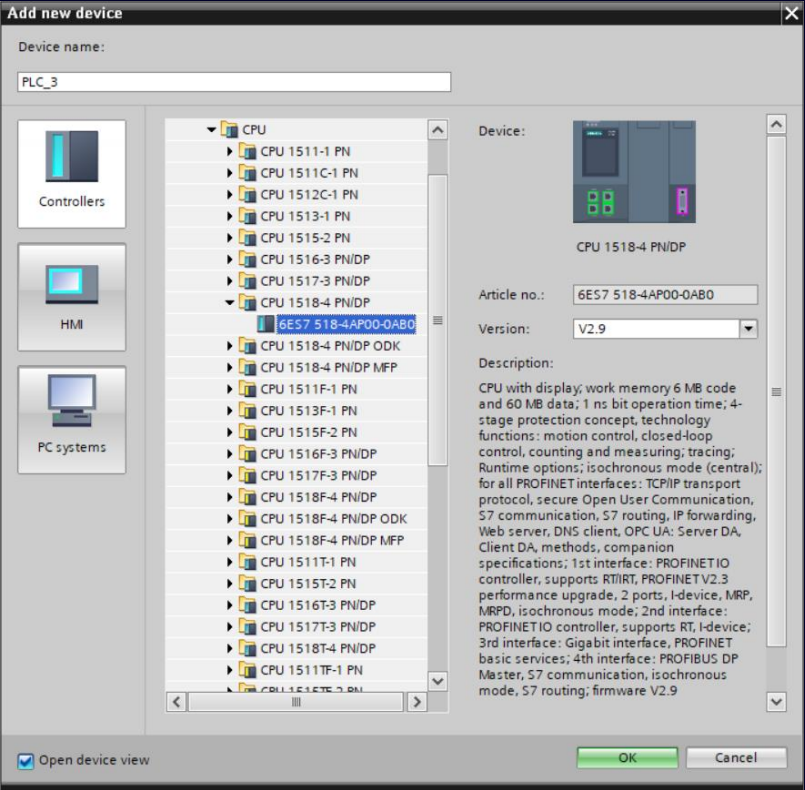 Add new device
Device name:
PLC_3
Controllers
HMI
PC systems
CPU
CPU 1511-1 PN
CPU 1511C-1 PN
CPU 1512C-1 PN
CPU 1513-1 PN
CPU 1515-2 PN
CPU 1516-3 PN/DP
CPU 1517-3 PN/DP
CPU 1518-4 PN/DP
6ES7 518-4AP00-0AB0
CPU 1518-4 PN/DP ODK
CPU 1518-4 PN/DP MFP
CPU 1511F-1 PN
CPU 1513F-1 PN
CPU 1515F-2 PN
CPU 1516F-3 PN/DP
CPU 1517F-3 PN/DP
CPU 1518F-4 PN/DP
CPU 1518F-4 PN/DP ODK
CPU 1518F-4 PN/DP MFP
CPU 1511T-1 PN
CPU 1515T-2 PN
CPU 1516T-3 PN/DP
CPU 1517T-3 PN/DP
CPU 1518T-4 PN/DP
CPU 1511TF-1 PN
CPU 1515TF-2 PN
Device:
CPU 1518-4 PN/DP
Article no.:
6ES7 518-4AP00-0AB0
Version:
V2.9
Description:
CPU with display; work memory 6 MB code
and 60 MB data; 1 ns bit operation time; 4-
stage protection concept, technology
functions: motion control, closed-loop
control, counting and measuring; tracing;
Runtime options; isochronous mode (central);
for all PROFINET interfaces: TCP/IP transport
protocol, secure Open User Communication,
S7 communication, S7 routing, IP forwarding,
Web server, DNS client, OPC UA: Server DA,
Client DA, methods, companion
specifications; 1st interface: PROFINET IO
controller, supports RT/IRT, PROFINET V2.3
performance upgrade, 2 ports, I-device, MRP,
MRPD, isochronous mode; 2nd interface:
PROFINET IO controller, supports RT, I-device;
3rd interface: Gigabit interface, PROFINET
basic services; 4th interface: PROFIBUS DP
Master, S7 communication, isochronous
mode, S7 routing; firmware V2.9
Open device view
OK
Cancel